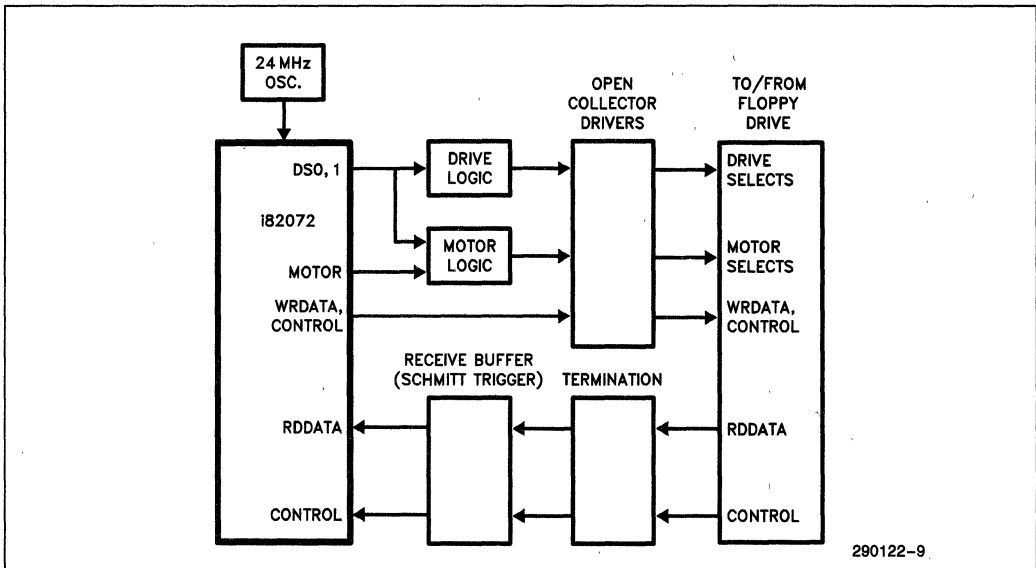 24 MHz
OSC.
OPEN
COLLECTOR
DRIVERS
TO/FROM
FLOPPY
DRIVE
DS0, 1
DRIVE
LOGIC
DRIVE
SELECTS
i82072
MOTOR
LOGIC
MOTOR
SELECTS
MOTOR
WRDATA,
CONTROL
WRDATA,
CONTROL
RECEIVE BUFFER
(SCHMITT TRIGGER)
TERMINATION
RDDATA
RDDATA
CONTROL
CONTROL
290122-9